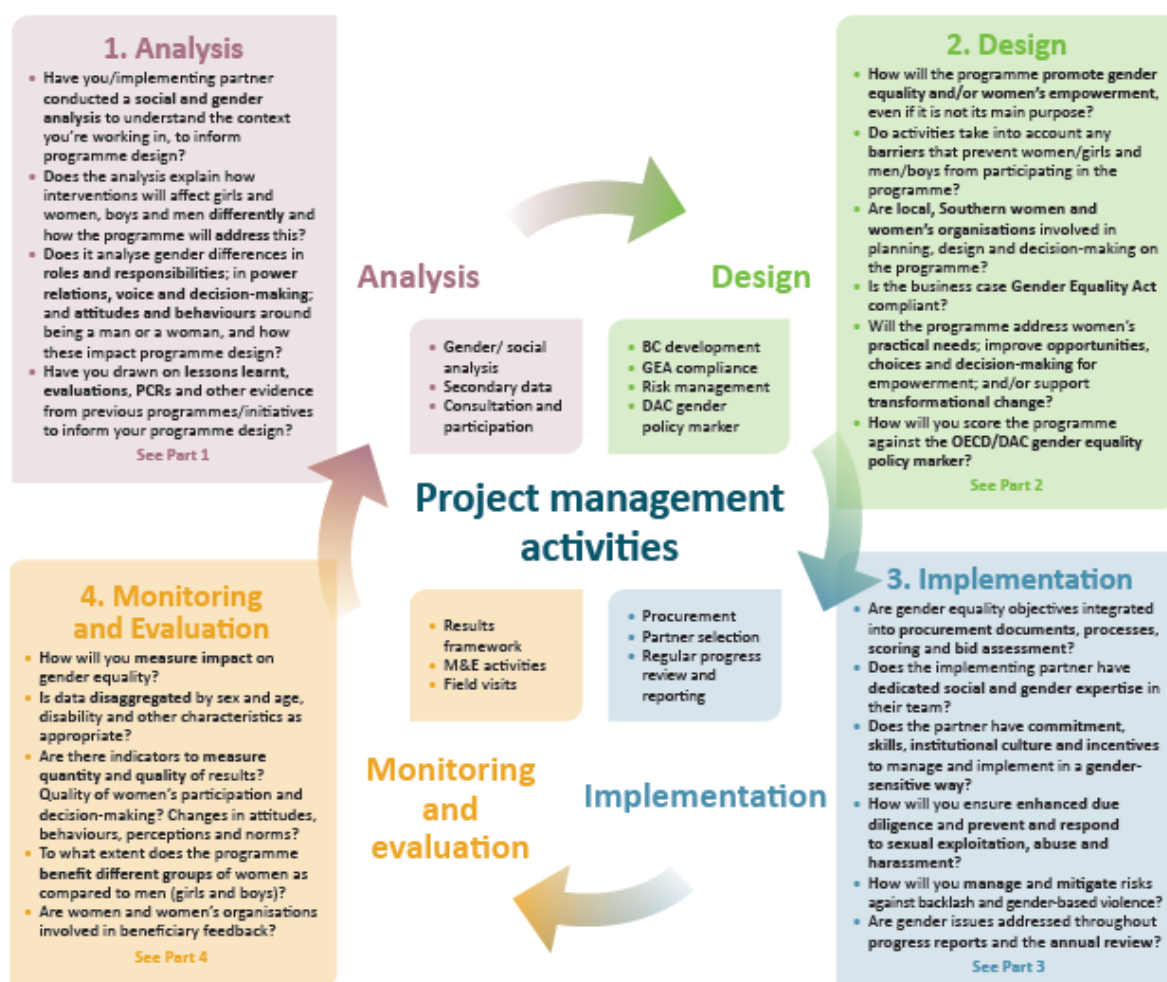 1. Analysis
• Have you/implementing partner
conducted a social and gender
analysis to understand the context
you're working in, to inform
programme design?
• Does the analysis explain how
interventions will affect girls and
women, boys and men differently and
how the programme will address this?
• Does it analyse gender differences in
roles and responsibilities; in power
relations, voice and decision-making;
and attitudes and behaviours around
being a man or a woman, and how
these impact programme design?
• Have you drawn on lessons learnt,
evaluations, PCRs and other evidence
from previous programmes/initiatives
to inform your programme design?
See Part 1
2. Design
• How will the programme promote gender
equality and/or women's empowerment,
even if it is not its main purpose?
• Do activities take into account any
barriers that prevent women/girls and
men/boys from participating in the
programme?
• Are local, Southern women and
women's organisations involved in
planning, design and decision-making on
the programme?
• Is the business case Gender Equality Act
compliant?
• Will the programme address women's
practical needs; improve opportunities,
choices and decision-making for
empowerment; and/or support
transformational change?
• How will you score the programme
against the OECD/DAC gender equality
policy marker?
See Part 2
Analysis
Design
• Gender/ social
analysis
• Secondary data
• Consultation and
participation
• BC development
• GEA compliance
• Risk management
• DAC gender
policy marker
Project management
activities
• Results
framework
• M&E activities
• Field visits
• Procurement
• Partner selection
• Regular progress
review and
reporting
Monitoring
and
evaluation
Implementation
4. Monitoring
and Evaluation
• How will you measure impact on
gender equality?
• Is data disaggregated by sex and age,
disability and other characteristics as
appropriate?
• Are there indicators to measure
quantity and quality of results?
Quality of women's participation and
decision-making? Changes in attitudes,
behaviours, perceptions and norms?
• To what extent does the programme
benefit different groups of women as
compared to men (girls and boys)?
• Are women and women's organisations
involved in beneficiary feedback?
See Part 4
3. Implementation
• Are gender equality objectives integrated
into procurement documents, processes,
scoring and bid assessment?
• Does the implementing partner have
dedicated social and gender expertise in
their team?
• Does the partner have commitment,
skills, institutional culture and incentives
to manage and implement in a gender-
sensitive way?
• How will you ensure enhanced due
diligence and prevent and respond
to sexual exploitation, abuse and
harassment?
• How will you manage and mitigate risks
against backlash and gender-based violence?
• Are gender issues addressed throughout
progress reports and the annual review?
See Part 3